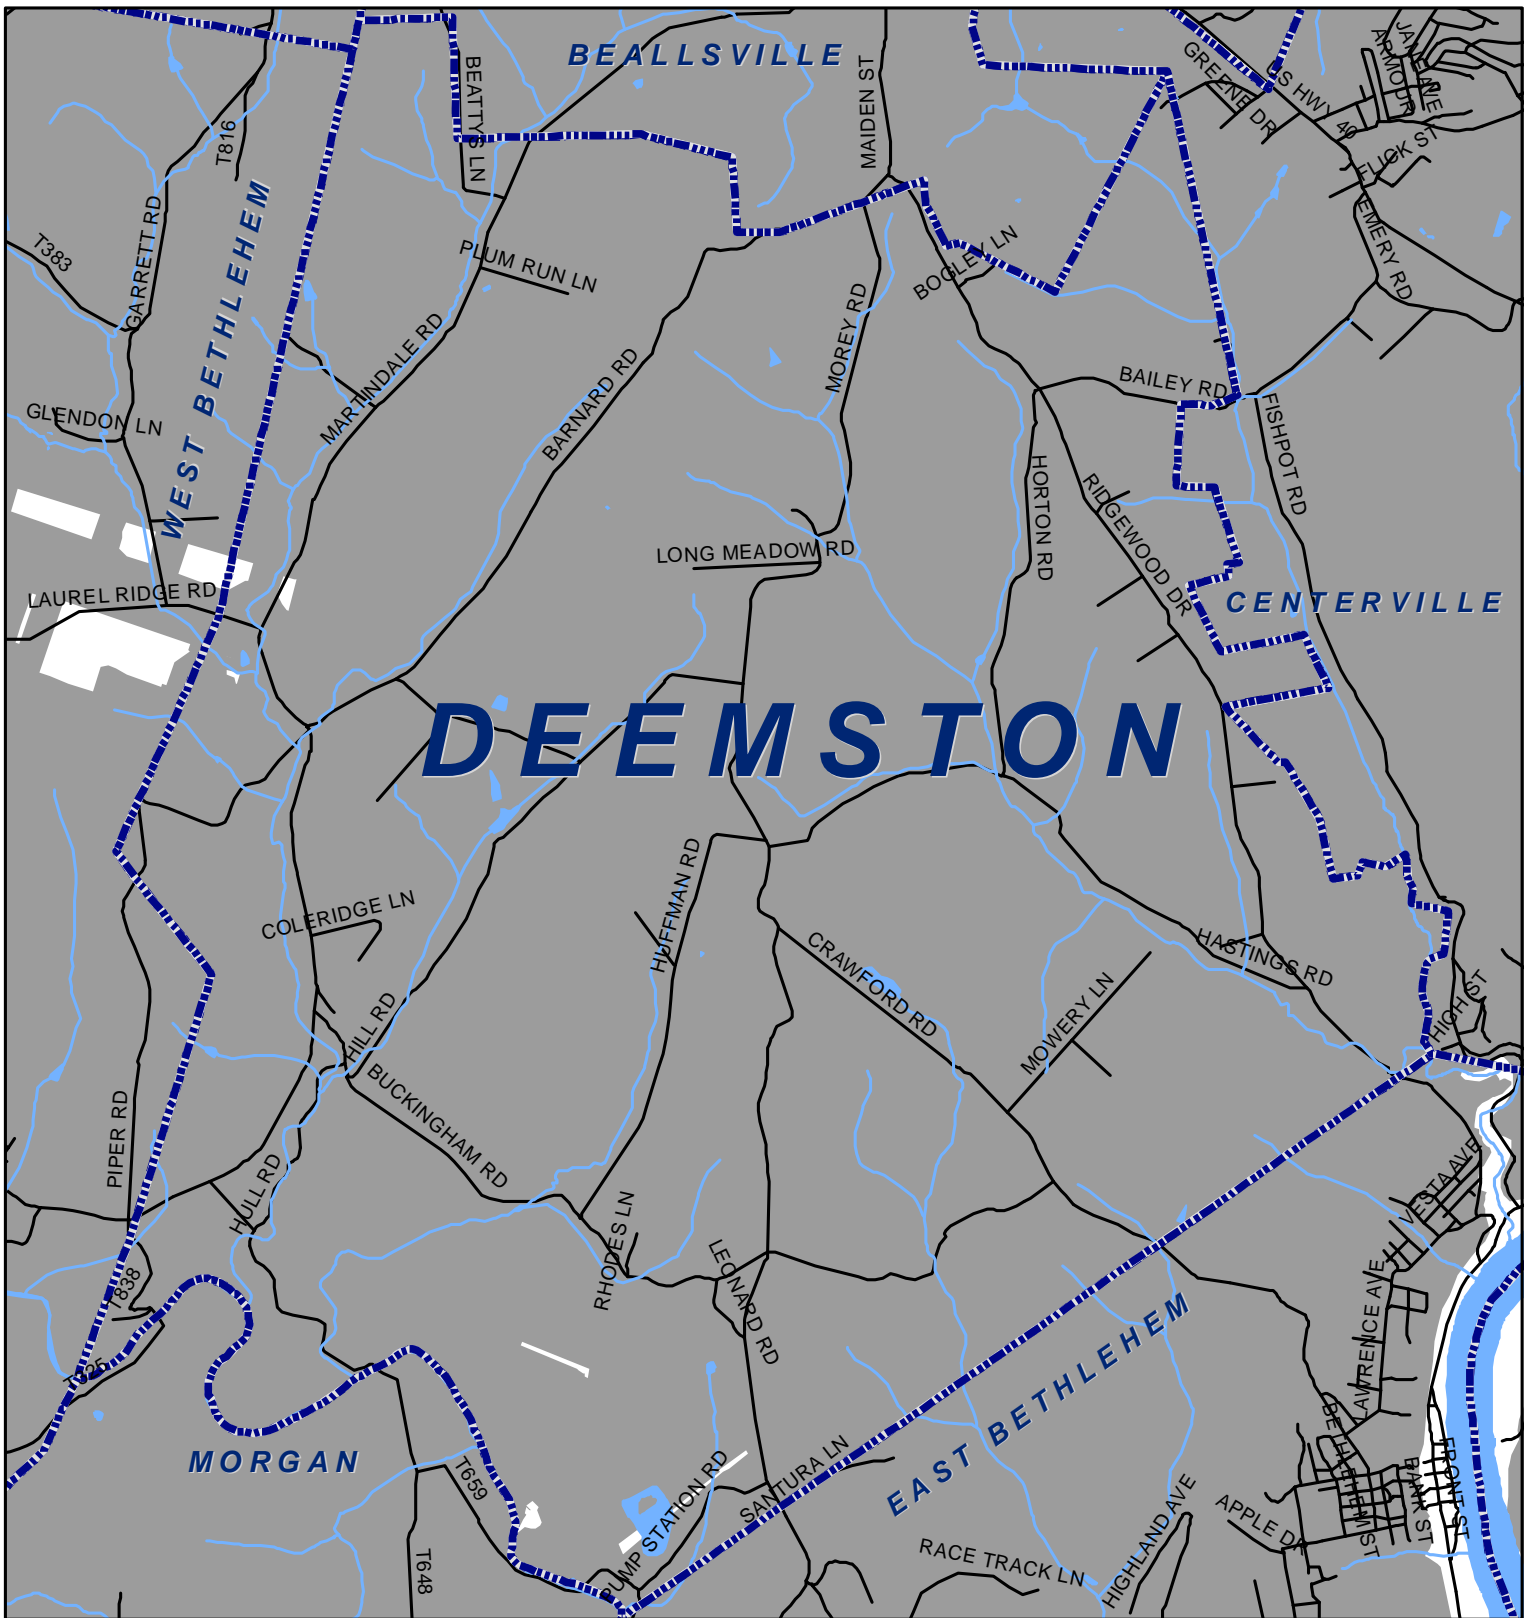 BEALLSVILLE
BEATTYS LN
MAIDEN ST
GREENE DR
US HWY 40
ARMOUR
JANE AVE
FLICK ST
EMERY RD
T816
GARRETT RD
T383
WEST BETHLEHEM
PLUM RUN LN
BOGLEY LN
MARTINDALE RD
BARNARD RD
MOREY RD
BAILEY RD
FISHPOT RD
GLENDON LN
HORTON RD
RIDGEWOOD DR
LONG MEADOW RD
LAUREL RIDGE RD
CENTERVILLE
DEEMSTON
COLERIDGE LN
HUFFMAN RD
CRAWFORD RD
MOWERY LN
HASTINGS RD
HIGH ST
HILL RD
BUCKINGHAM RD
PIPER RD
HULL RD
RHODES LN
LEONARD RD
VESTA AVE
T838
T325
LAWRENCE AVE
EAST BETHLEHEM
MORGAN
T659
T648
PUMP STATION RD
SANTURA LN
RACE TRACK LN
HIGHLAND AVE
APPLE DR
BANK ST
FRONT ST